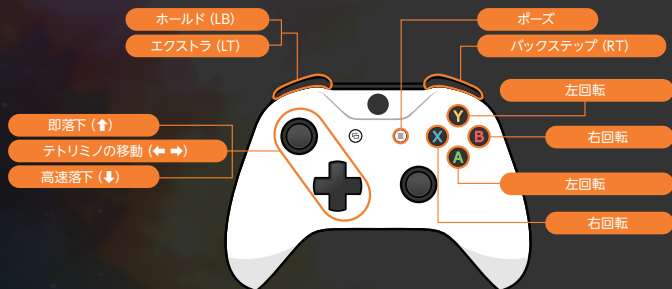 ホールド (LB)
エクストラ (LT)
ポーズ
バックステップ (RT)
左回転
右回転
左回転
右回転
即落下 (⬆)
テトリミノの移動 (⬅ ➡)
高速落下 (⬇)
Y
X
B
A